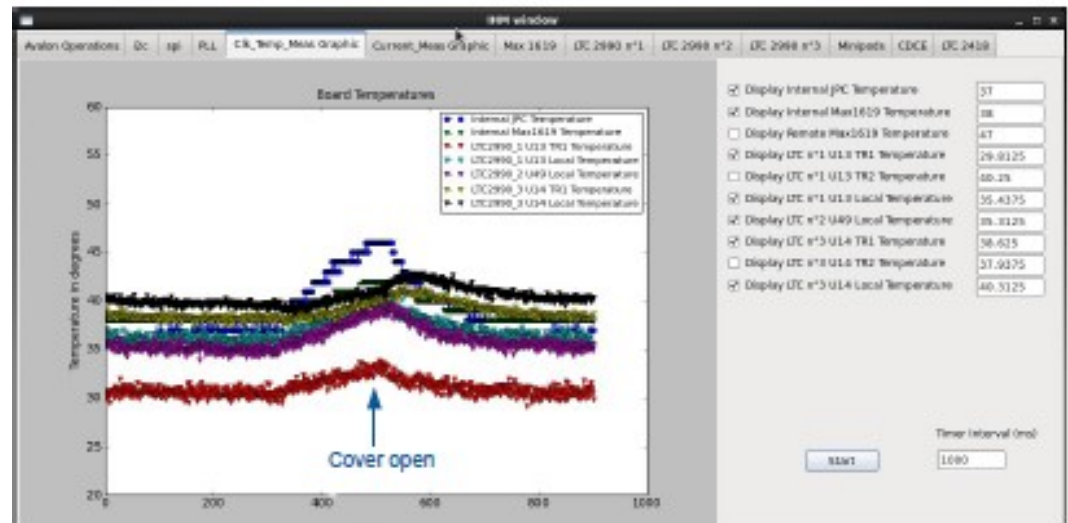 IHM window
Avalon Operations I2c spi PLL Clk_Temp_Meas Graphic Current_Meas Graphic Max 1619 LTC 2990 n°1 LTC 2990 n°2 LTC 2990 n°3 Minipods CDCE LTC 2418
Board Temperatures
60
55
50
45
40
35
30
25
20
Temperature in degrees
Internal JPC Temperature
Internal Max1619 Temperature
LTC2990_1 U13 TR1 Temperature
LTC2990_1 U13 Local Temperature
LTC2990_2 U49 Local Temperature
LTC2990_3 U14 TR1 Temperature
LTC2990_3 U14 Local Temperature
Cover open
0 200 400 600 800 1000
Display Internal JPC Temperature 37
Display Internal Max1619 Temperature 38
Display Remote Max1619 Temperature 47
Display LTC n°1 U13 TR1 Temperature 29.8125
Display LTC n°1 U13 TR2 Temperature 40.25
Display LTC n°1 U13 Local Temperature 35.4375
Display LTC n°2 U49 Local Temperature 35.3125
Display LTC n°3 U14 TR1 Temperature 38.625
Display LTC n°3 U14 TR2 Temperature 37.9375
Display LTC n°3 U14 Local Temperature 40.3125
Timer Interval (ms)
Start 1000